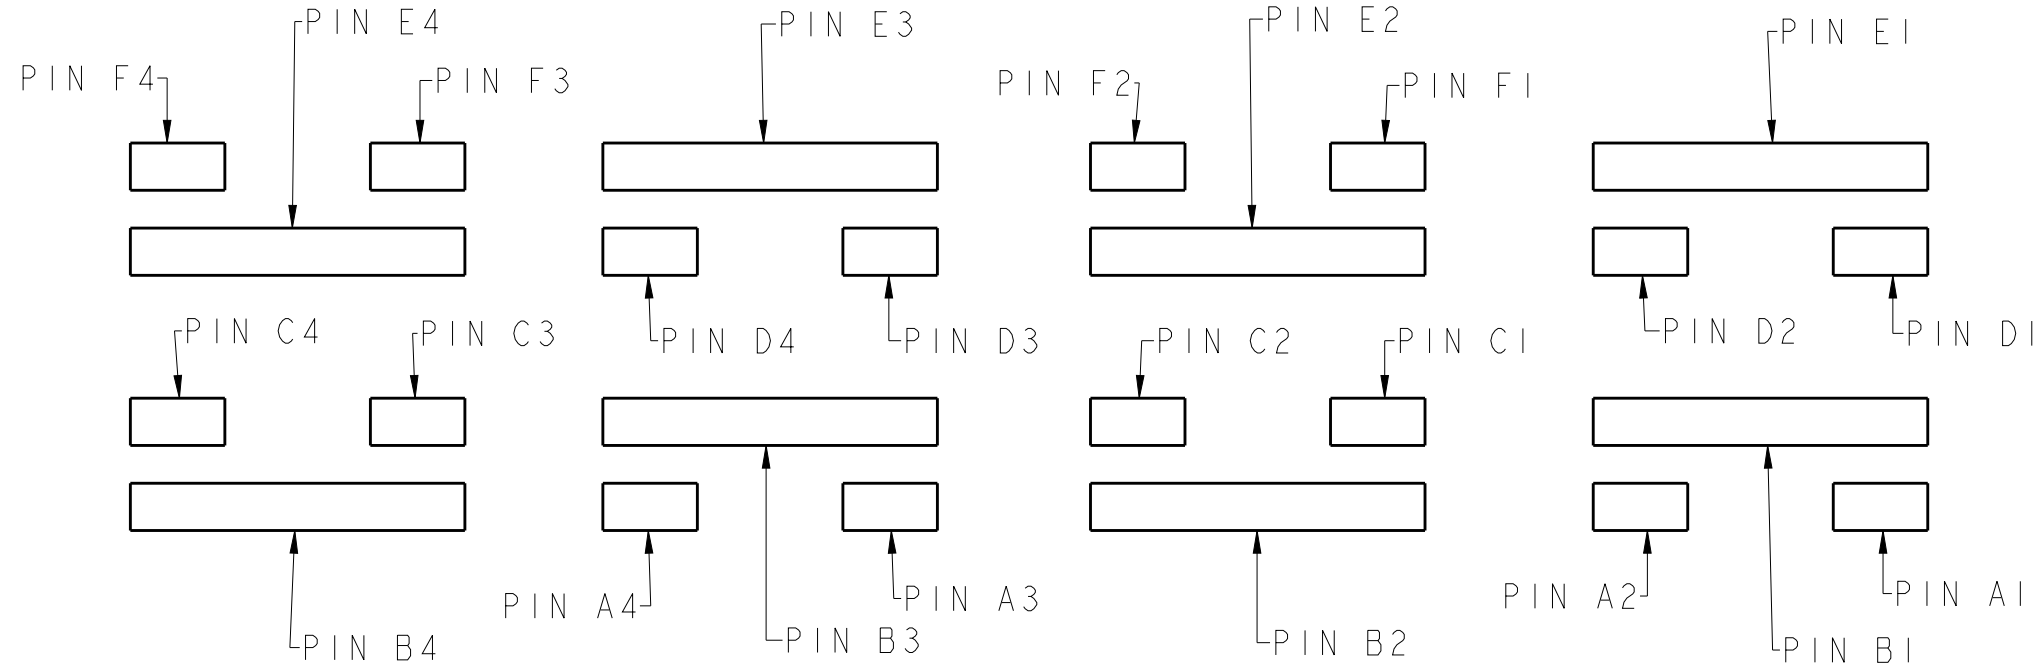 PIN E4
PIN E3
PIN E2
PIN E1
PIN F4
PIN F3
PIN F2
PIN F1
PIN C4
PIN C3
PIN D4
PIN D3
PIN C2
PIN C1
PIN D2
PIN D1
PIN A4
PIN A3
PIN A2
PIN A1
PIN B4
PIN B3
PIN B2
PIN B1